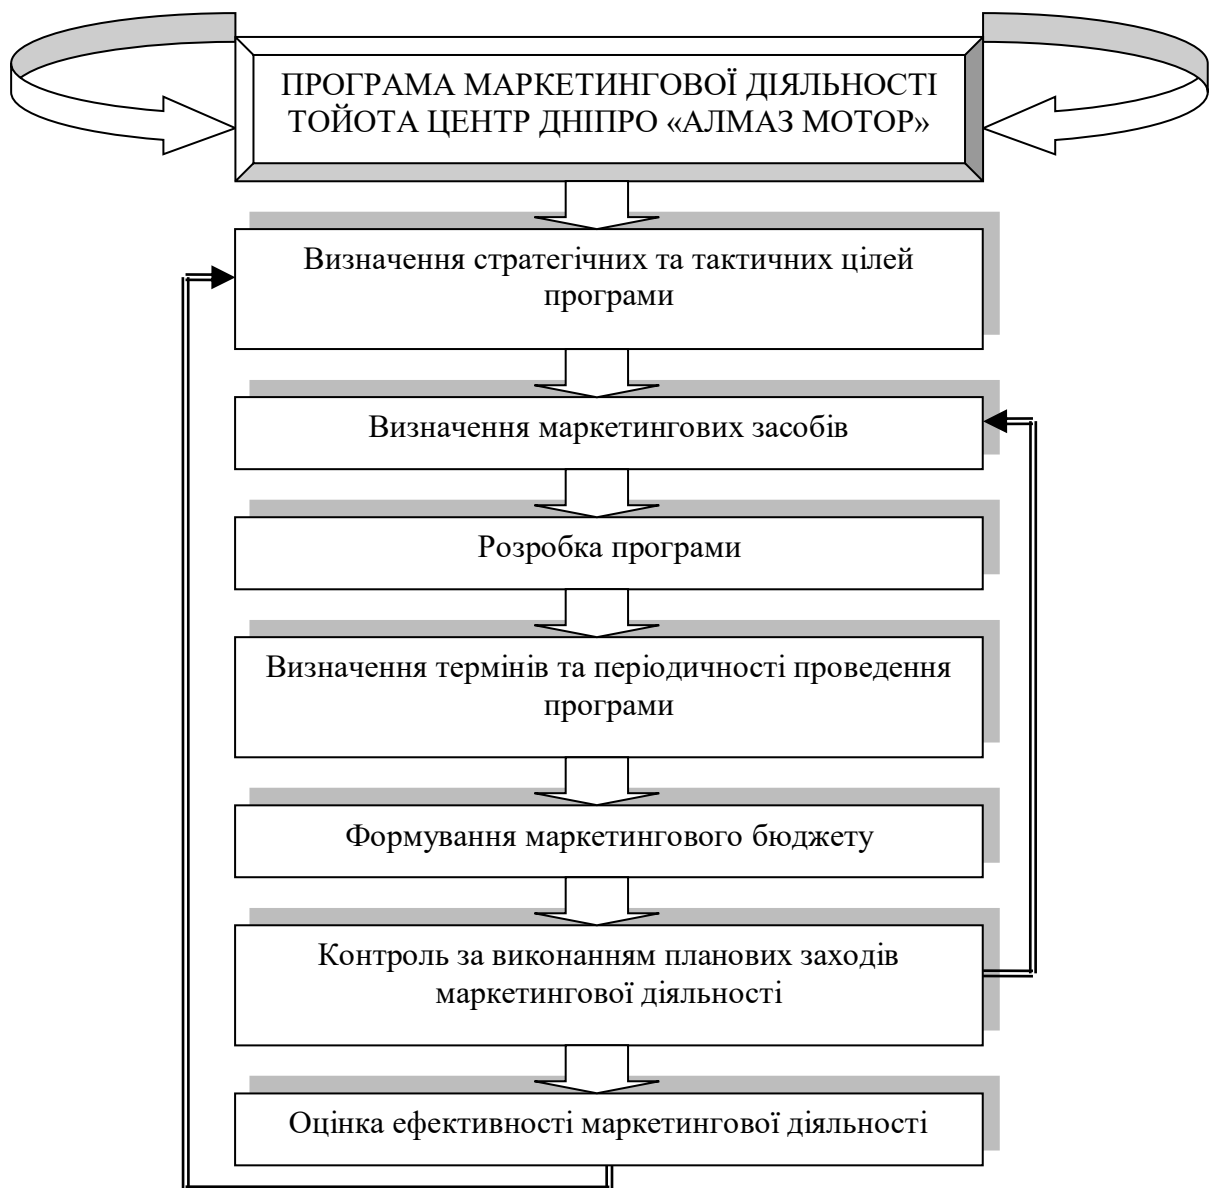 ПРОГРАМА МАРКЕТИНГОВОЇ ДІЯЛЬНОСТІ
ТОЙОТА ЦЕНТР ДНІПРО «АЛМАЗ МОТОР»
Визначення стратегічних та тактичних цілей
програми
Визначення маркетингових засобів
Розробка програми
Визначення термінів та періодичності проведення
програми
Формування маркетингового бюджету
Контроль за виконанням планових заходів
маркетингової діяльності
Оцінка ефективності маркетингової діяльності